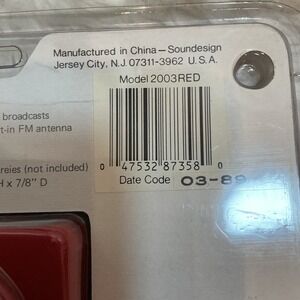 Manufactured in China — Soundesign
Jersey City, N.J. 07311-3962 U.S.A.
Model 2003RED
broadcasts
t-in FM antenna
0 47532 87358 0
reies (not included)
H x 7/8" D
Date Code 03-89